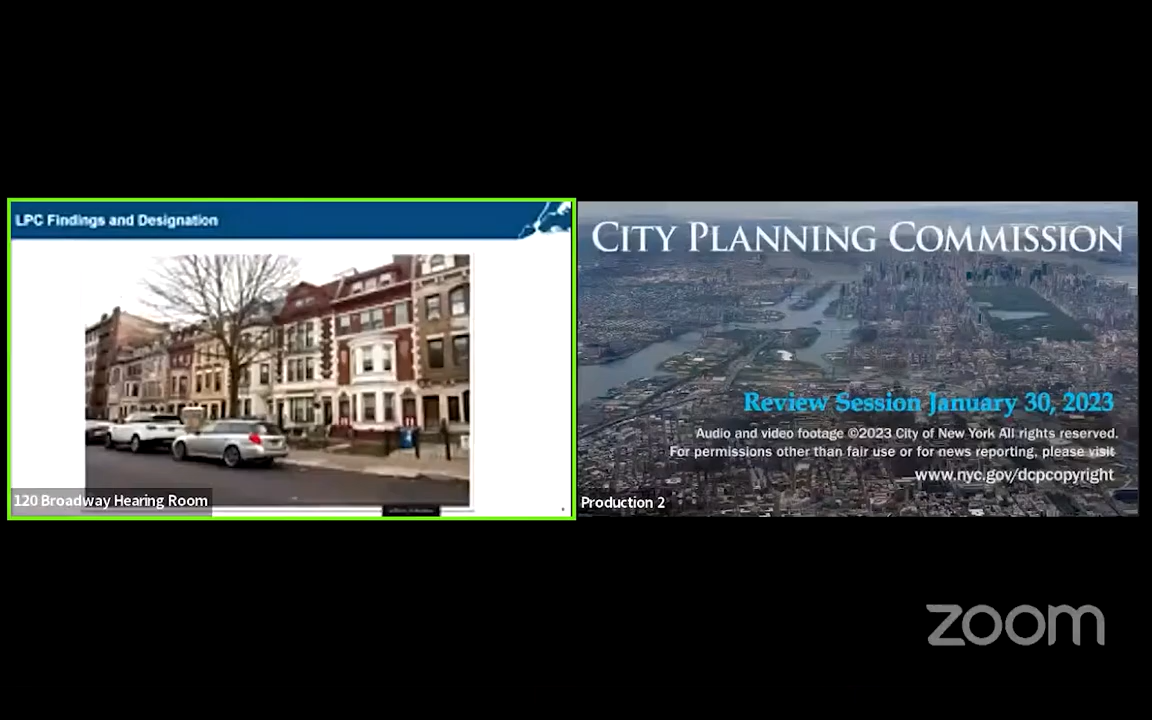 LPC Findings and Designation
120 Broadway Hearing Room
CITY PLANNING COMMISSION
Review Session January 30, 2023
Audio and video footage ©2023 City of New York All rights reserved.
For permissions other than fair use or for news reporting, please visit
www.nyc.gov/dcpcopyright
Production 2
zoom